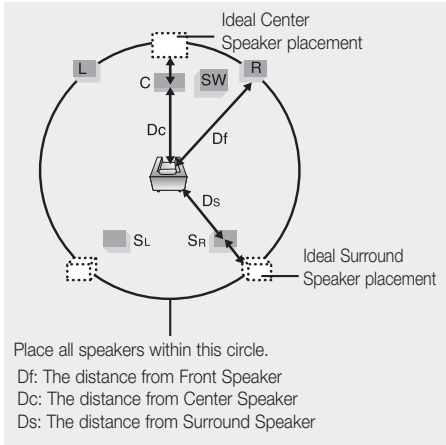 Ideal Center
Speaker placement
L
C
SW
R
Dc
Df
Ds
SL
SR
Ideal Surround
Speaker placement
Place all speakers within this circle.
Df: The distance from Front Speaker
Dc: The distance from Center Speaker
Ds: The distance from Surround Speaker